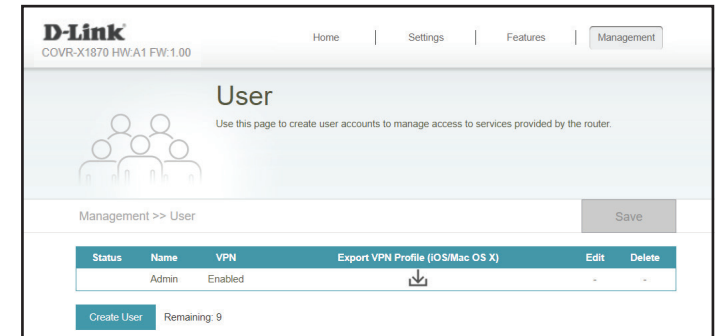 D-Link
COVR-X1870 HW:A1 FW:1.00
Home | Settings | Features | Management
User
Use this page to create user accounts to manage access to services provided by the router.
Management >> User
Save
Status Name VPN Export VPN Profile (iOS/Mac OS X) Edit Delete
Admin Enabled - -
Create User Remaining: 9